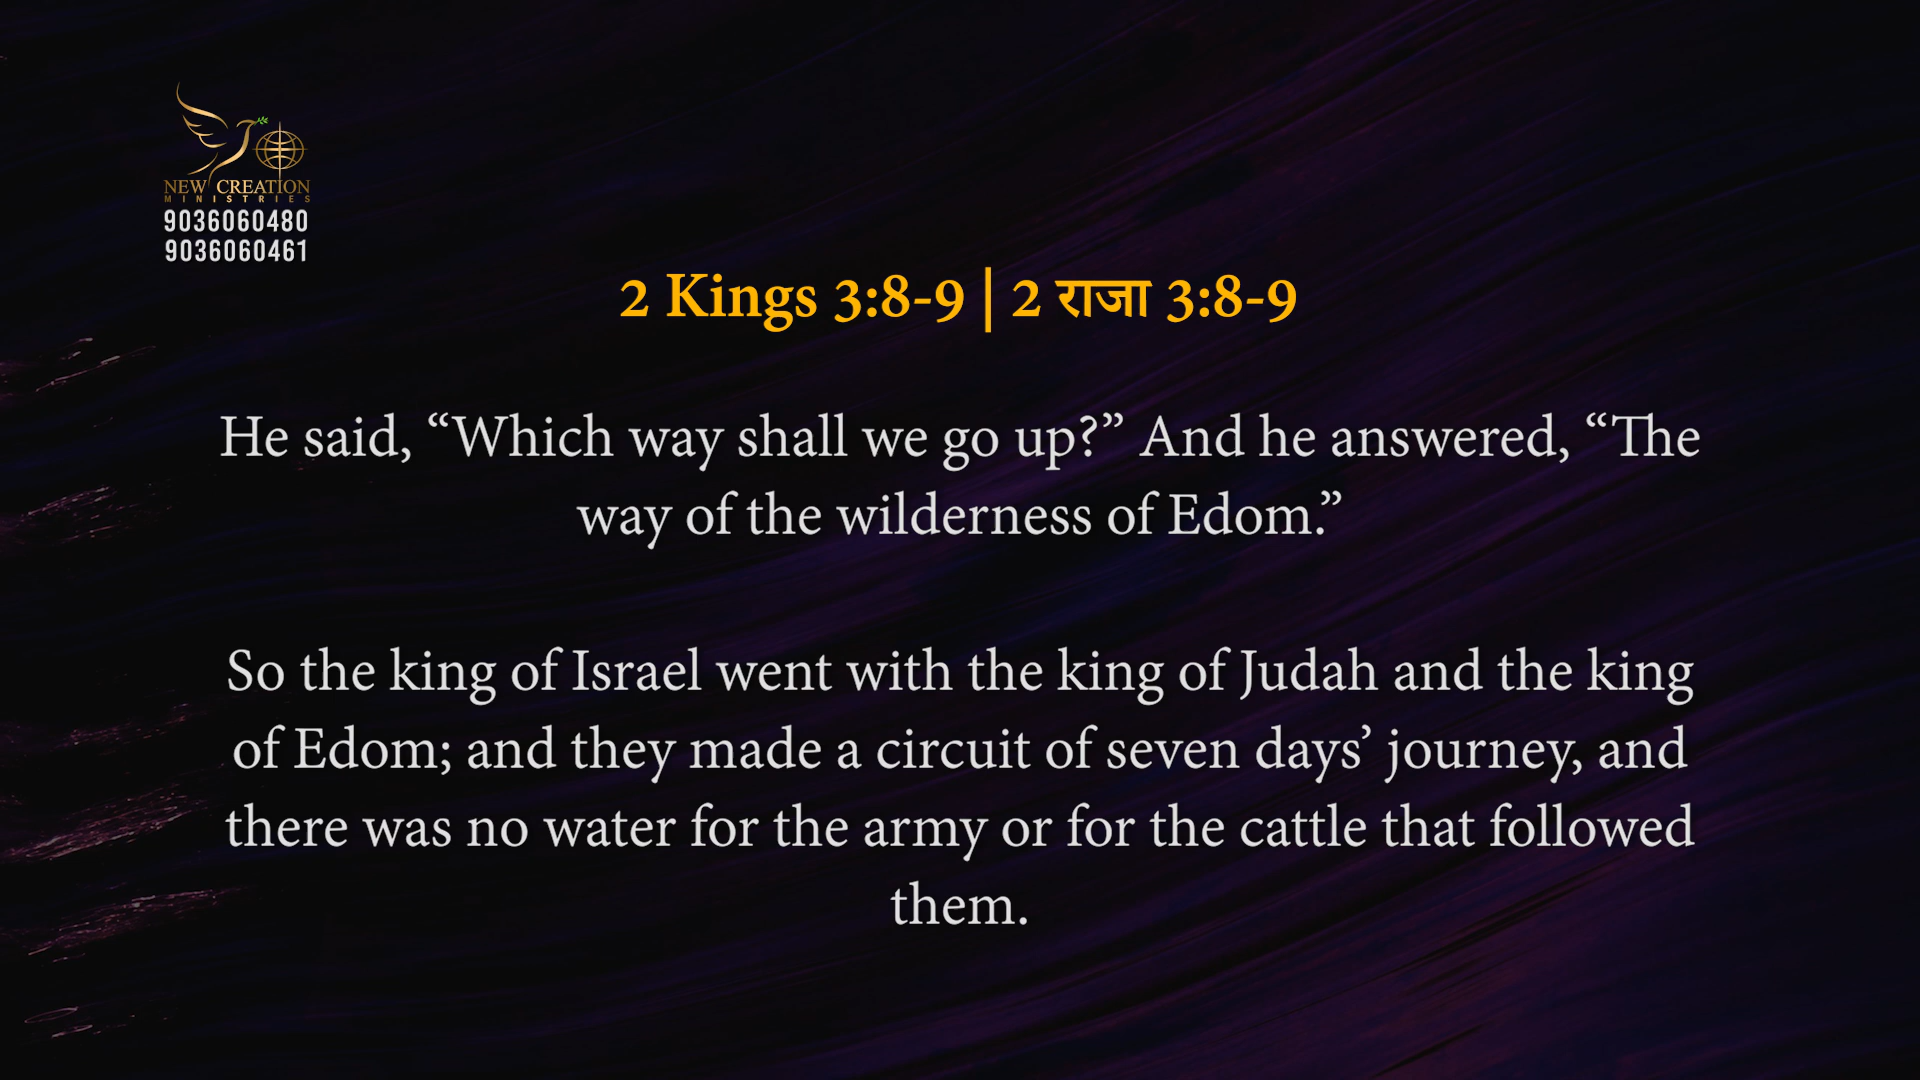 NEW CREATION
MINISTRIES
9036060480
9036060461
2 Kings 3:8-9 | 2 राजा 3:8-9
He said, “Which way shall we go up?” And he answered, “The
way of the wilderness of Edom.”
So the king of Israel went with the king of Judah and the king
of Edom; and they made a circuit of seven days’ journey, and
there was no water for the army or for the cattle that followed
them.